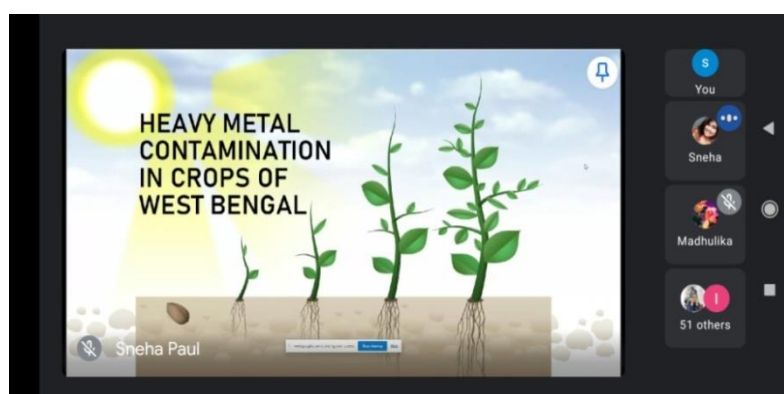 HEAVY METAL
CONTAMINATION
IN CROPS OF
WEST BENGAL
Sneha Paul
S
You
Sneha
Madhulika
I
51 others